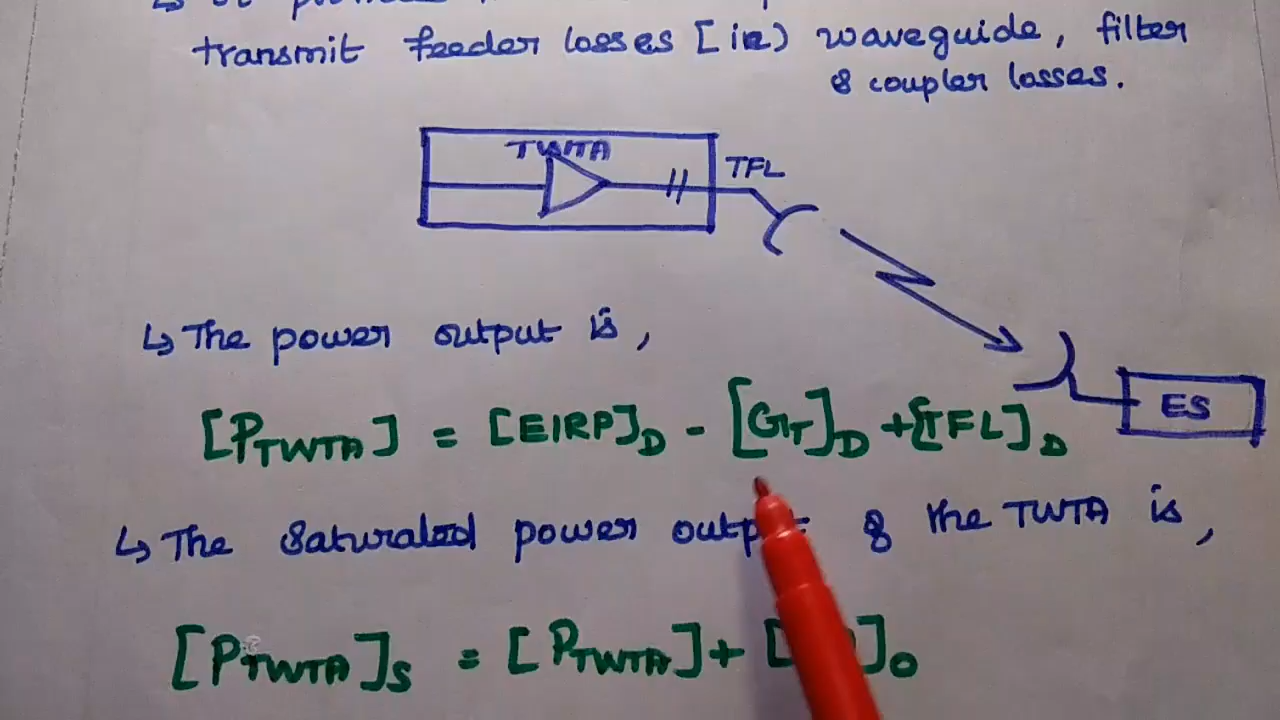 transmit feeder losses [ie) waveguide, filter
& coupler losses.
TWTA
TFL
ES
↳ The power output is,
[PTWTA] = [EIRP]D - [GT]D + [TFL]D
↳ The saturated power output of the TWTA is,
[PTWTA]S = [PTWTA] + [ ]O